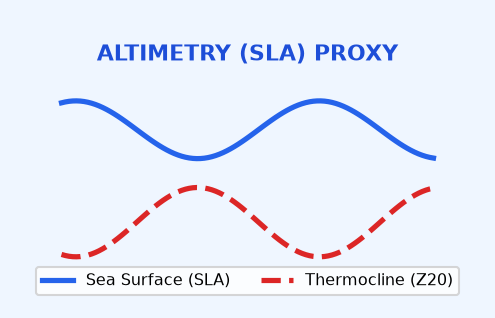 ALTIMETRY (SLA) PROXY
Sea Surface (SLA) Thermocline (Z20)